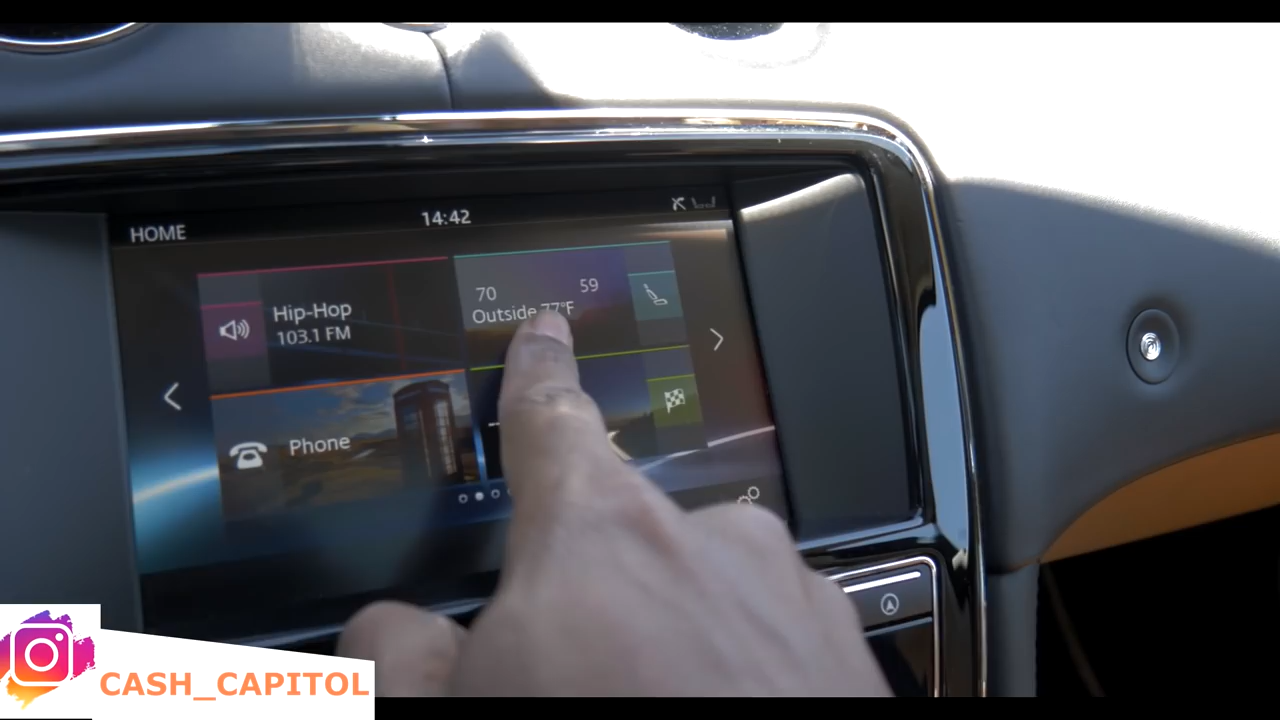 HOME
14:42
Hip-Hop
103.1 FM
70
59
Outside 77°F
Phone
CASH_CAPITOL